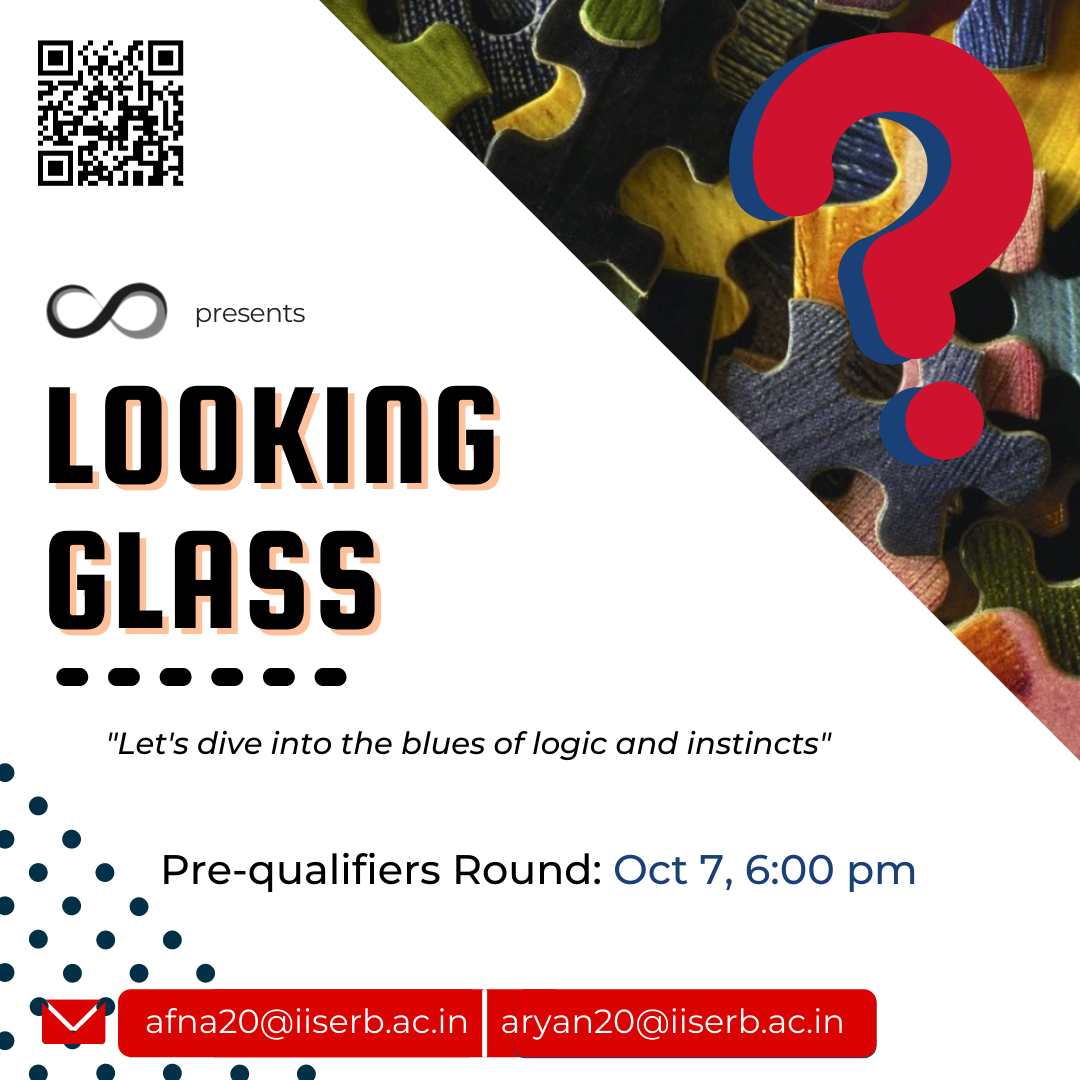 presents
LOOKING
GLASS
"Let's dive into the blues of logic and instincts"
Pre-qualifiers Round: Oct 7, 6:00 pm
afna20@iiserb.ac.in aryan20@iiserb.ac.in